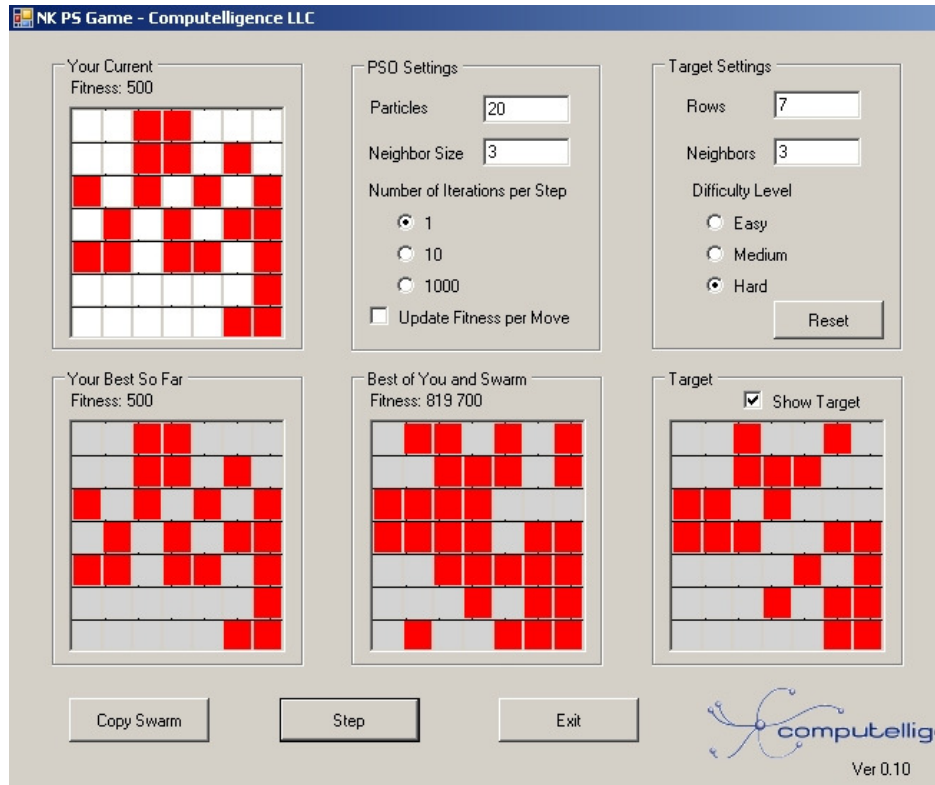 NK PS Game - Computelligence LLC
Your Current
Fitness: 500
PSO Settings
Particles 20
Neighbor Size 3
Number of Iterations per Step
1
10
1000
Update Fitness per Move
Target Settings
Rows 7
Neighbors 3
Difficulty Level
Easy
Medium
Hard
Reset
Your Best So Far
Fitness: 500
Best of You and Swarm
Fitness: 819 700
Target
Show Target
Copy Swarm
Step
Exit
computellig
Ver 0.10